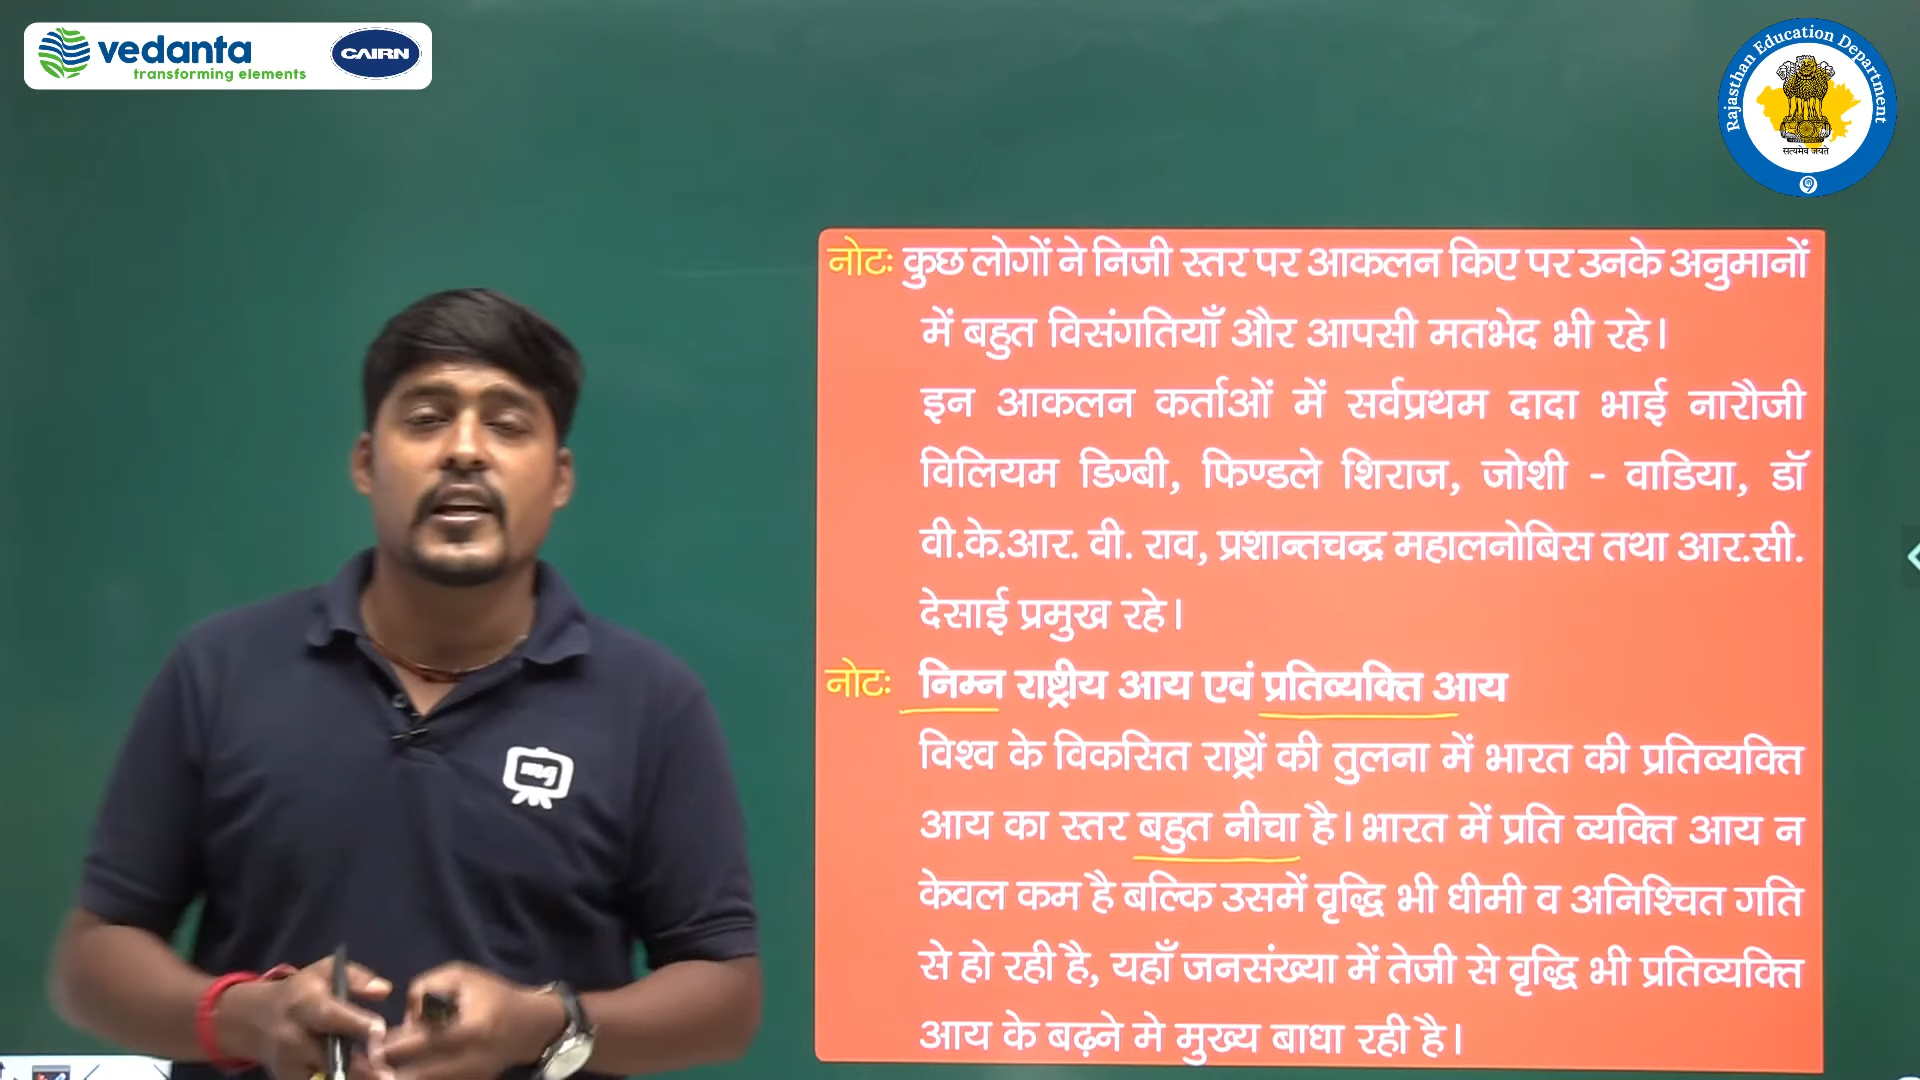 vedanta
transforming elements
CAIRN
Rajasthan Education Department
सत्यमेव जयते
नोटः कुछ लोगों ने निजी स्तर पर आकलन किए पर उनके अनुमानों
में बहुत विसंगतियाँ और आपसी मतभेद भी रहे।
इन आकलन कर्ताओं में सर्वप्रथम दादा भाई नारौजी
विलियम डिग्बी, फिण्डले शिराज, जोशी - वाडिया, डॉ
वी.के.आर. वी. राव, प्रशान्तचन्द्र महालनोबिस तथा आर.सी.
देसाई प्रमुख रहे।
नोटः निम्न राष्ट्रीय आय एवं प्रतिव्यक्ति आय
विश्व के विकसित राष्ट्रों की तुलना में भारत की प्रतिव्यक्ति
आय का स्तर बहुत नीचा है। भारत में प्रति व्यक्ति आय न
केवल कम है बल्कि उसमें वृद्धि भी धीमी व अनिश्चित गति
से हो रही है, यहाँ जनसंख्या में तेजी से वृद्धि भी प्रतिव्यक्ति
आय के बढ़ने मे मुख्य बाधा रही है।
mg